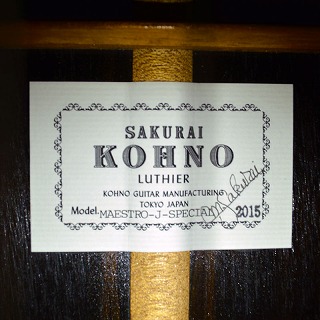 SAKURAI
KOHNO
LUTHIER
KOHNO GUITAR MANUFACTURING
TOKYO JAPAN
Model: MAESTRO-J-SPECIAL 2015